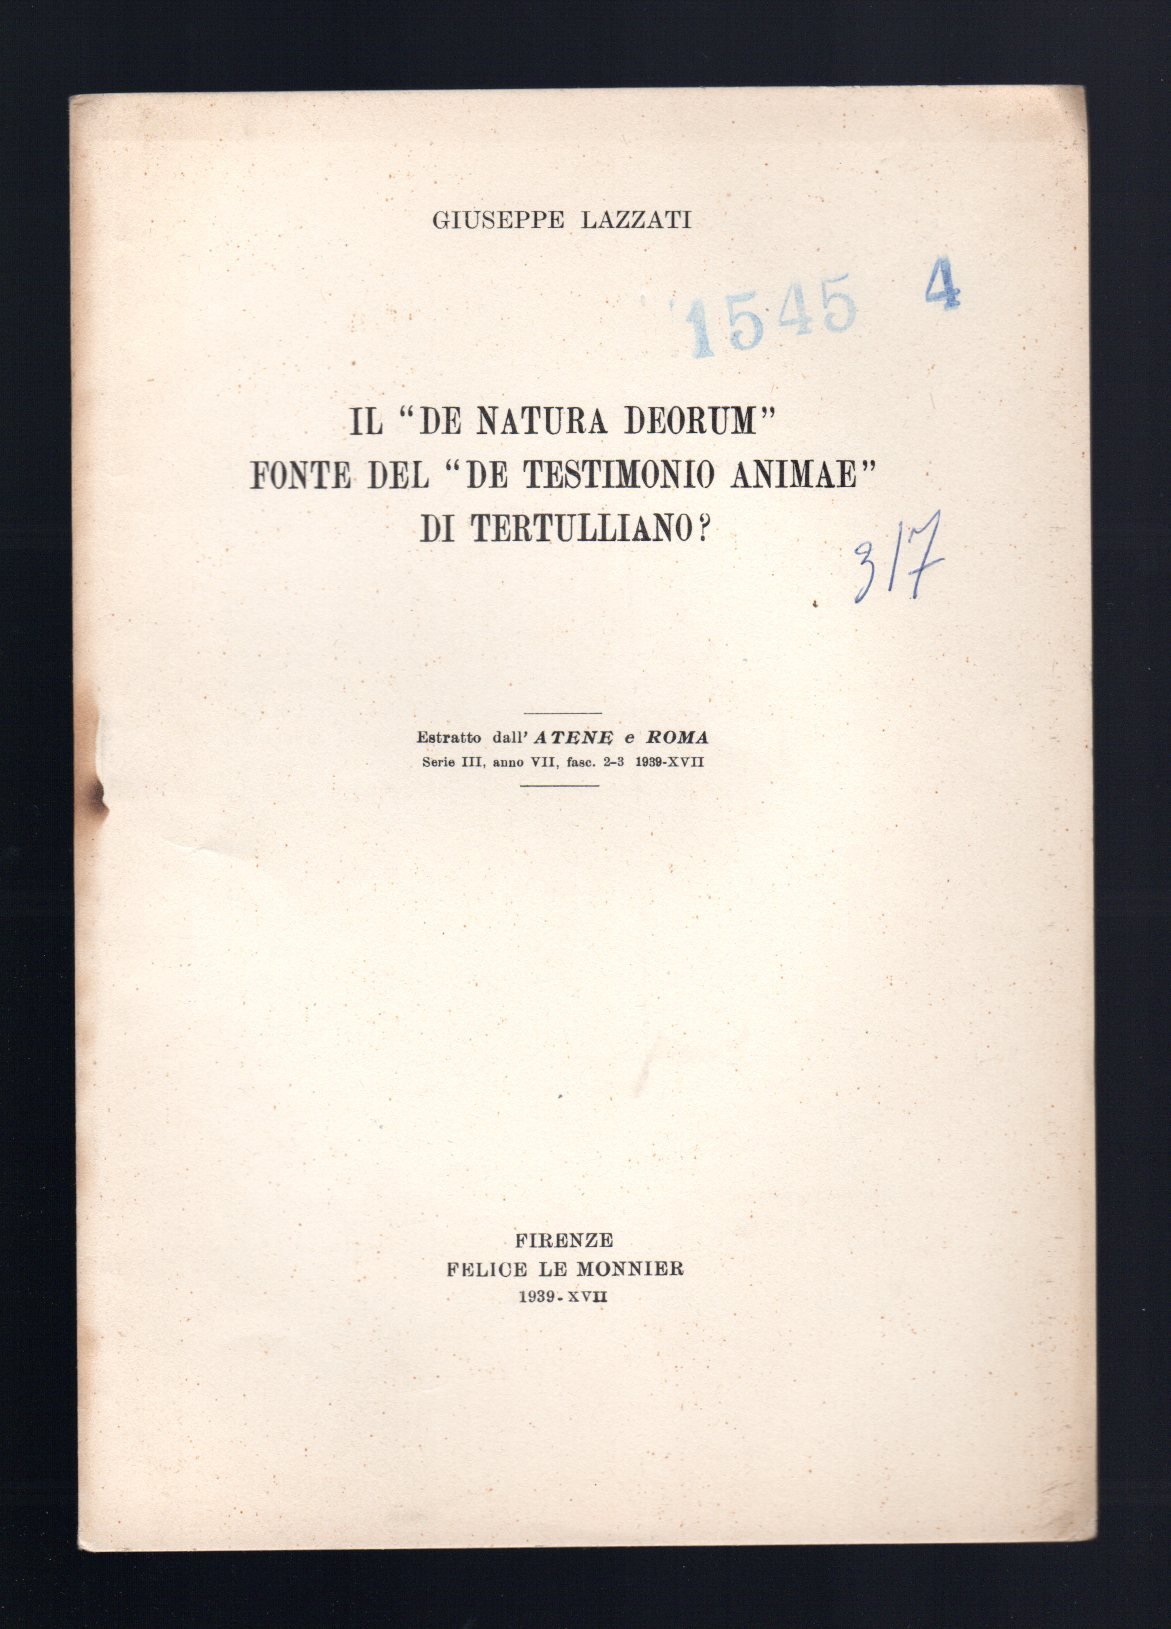 GIUSEPPE LAZZATI
1545 4
IL “DE NATURA DEORUM”
FONTE DEL “DE TESTIMONIO ANIMAE”
DI TERTULLIANO?
317
Estratto dall' ATENE e ROMA
Serie III, anno VII, fasc. 2-3 1939-XVII
FIRENZE
FELICE LE MONNIER
1939-XVII